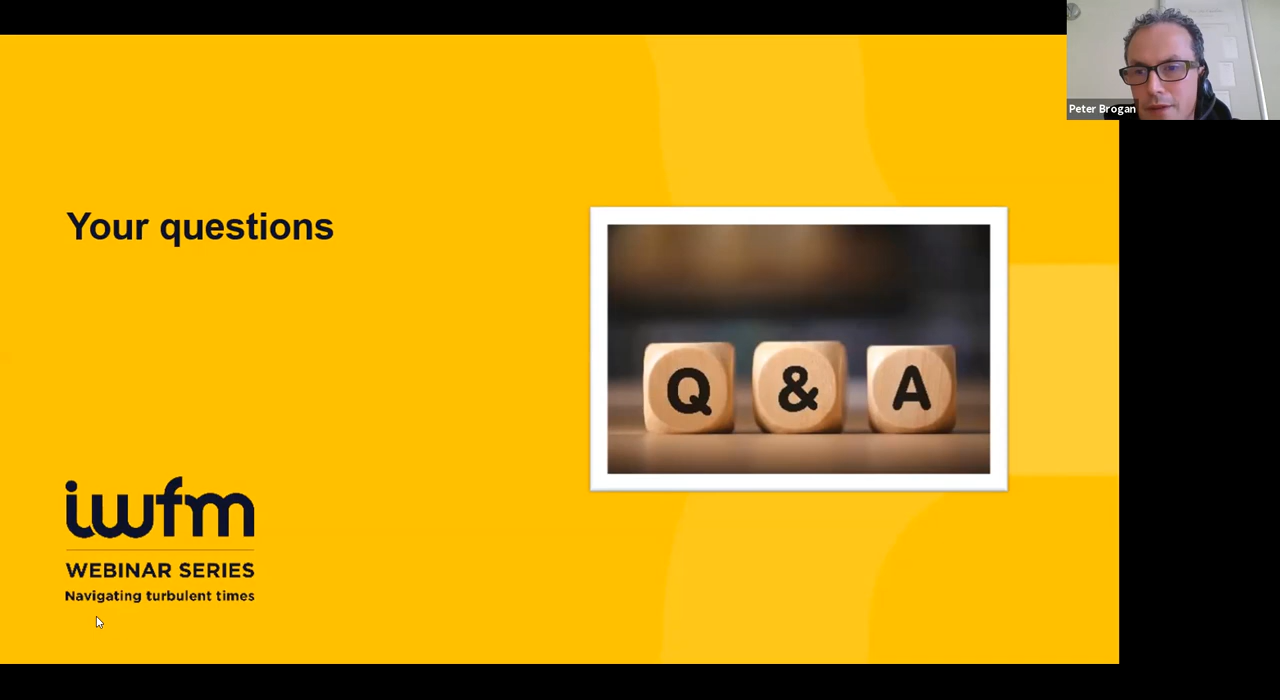 Peter Brogan
Your questions
Q & A
iwfm
WEBINAR SERIES
Navigating turbulent times